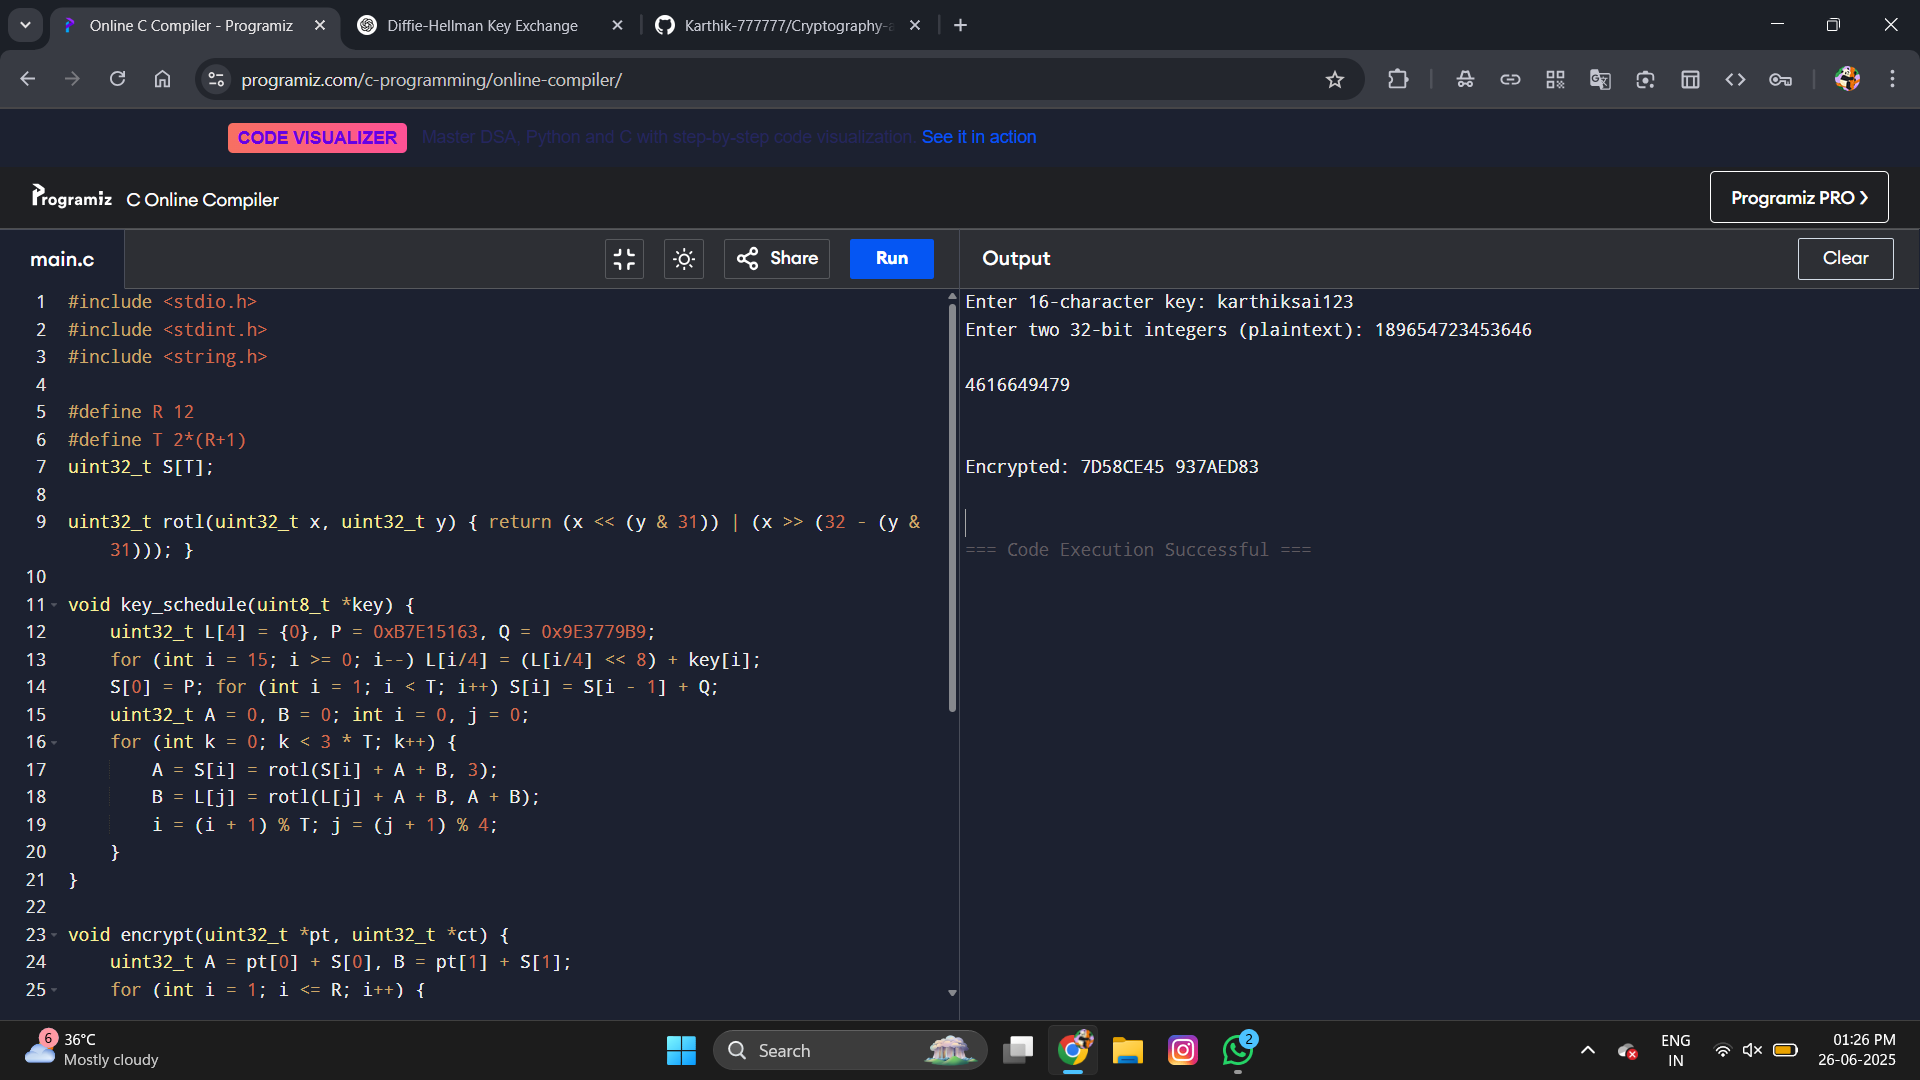 Online C Compiler - Programiz
Diffie-Hellman Key Exchange
Karthik-777777/Cryptography-a
programiz.com/c-programming/online-compiler/
CODE VISUALIZER Master DSA, Python and C with step-by-step code visualization. See it in action
Programiz C Online Compiler
Programiz PRO ❯
main.c
Share
Run
Output
Clear
1 #include <stdio.h>
2 #include <stdint.h>
3 #include <string.h>
4
5 #define R 12
6 #define T 2*(R+1)
7 uint32_t S[T];
8
9 uint32_t rotl(uint32_t x, uint32_t y) { return (x << (y & 31)) | (x >> (32 - (y &
31))); }
10
11 void key_schedule(uint8_t *key) {
12 uint32_t L[4] = {0}, P = 0xB7E15163, Q = 0x9E3779B9;
13 for (int i = 15; i >= 0; i--) L[i/4] = (L[i/4] << 8) + key[i];
14 S[0] = P; for (int i = 1; i < T; i++) S[i] = S[i - 1] + Q;
15 uint32_t A = 0, B = 0; int i = 0, j = 0;
16 for (int k = 0; k < 3 * T; k++) {
17 A = S[i] = rotl(S[i] + A + B, 3);
18 B = L[j] = rotl(L[j] + A + B, A + B);
19 i = (i + 1) % T; j = (j + 1) % 4;
20 }
21 }
22
23 void encrypt(uint32_t *pt, uint32_t *ct) {
24 uint32_t A = pt[0] + S[0], B = pt[1] + S[1];
25 for (int i = 1; i <= R; i++) {
Enter 16-character key: karthiksai123
Enter two 32-bit integers (plaintext): 189654723453646
4616649479
Encrypted: 7D58CE45 937AED83
=== Code Execution Successful ===
6
36°C
Mostly cloudy
Search
2
ENG
IN
01:26 PM
26-06-2025